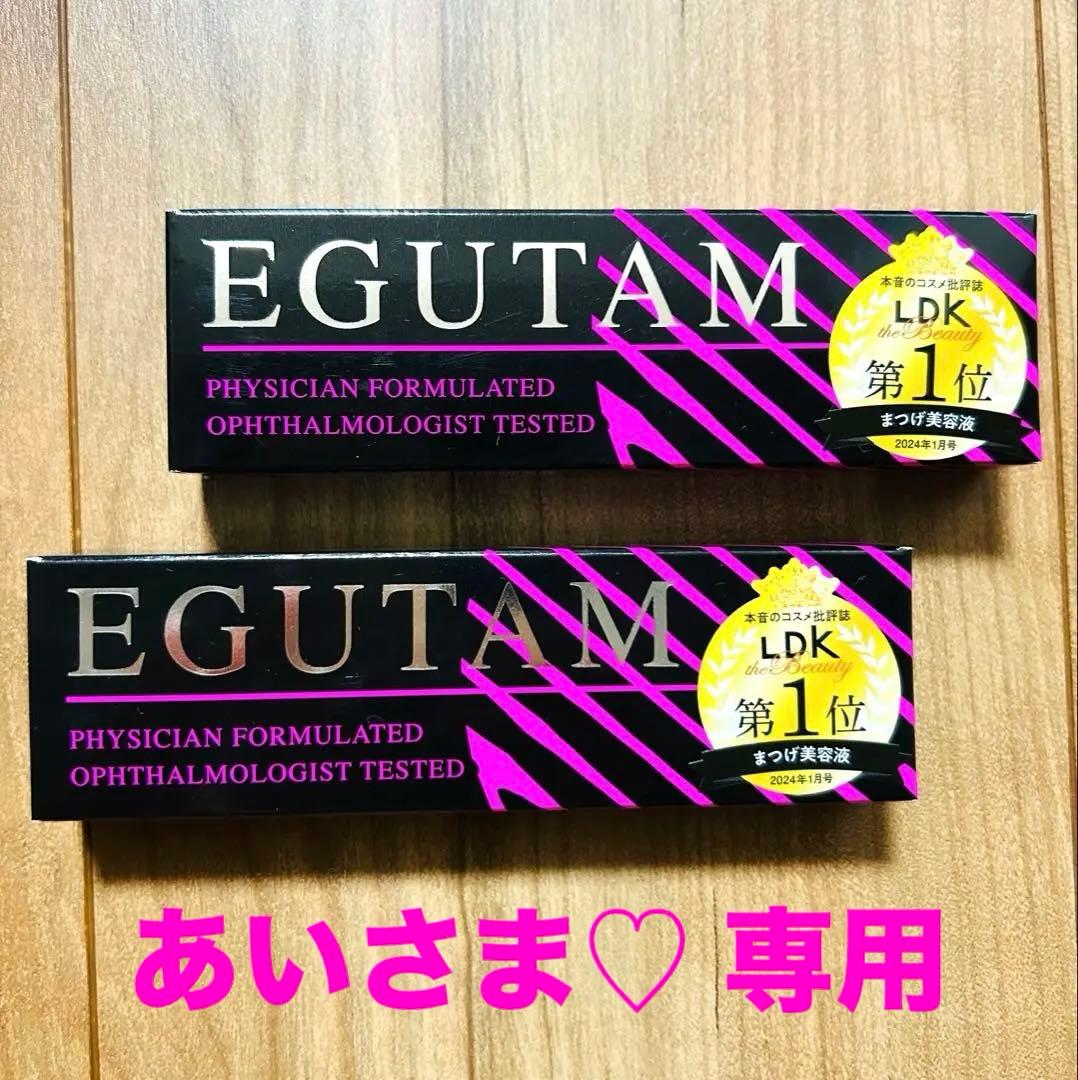 EGUTAM
PHYSICIAN FORMULATED
OPHTHALMOLOGIST TESTED
本音のコスメ批評誌
LDK
the Beauty
第1位
まつげ美容液
2024年1月号
EGUTAM
PHYSICIAN FORMULATED
OPHTHALMOLOGIST TESTED
本音のコスメ批評誌
LDK
the Beauty
第1位
まつげ美容液
2024年1月号
あいさま♡ 専用